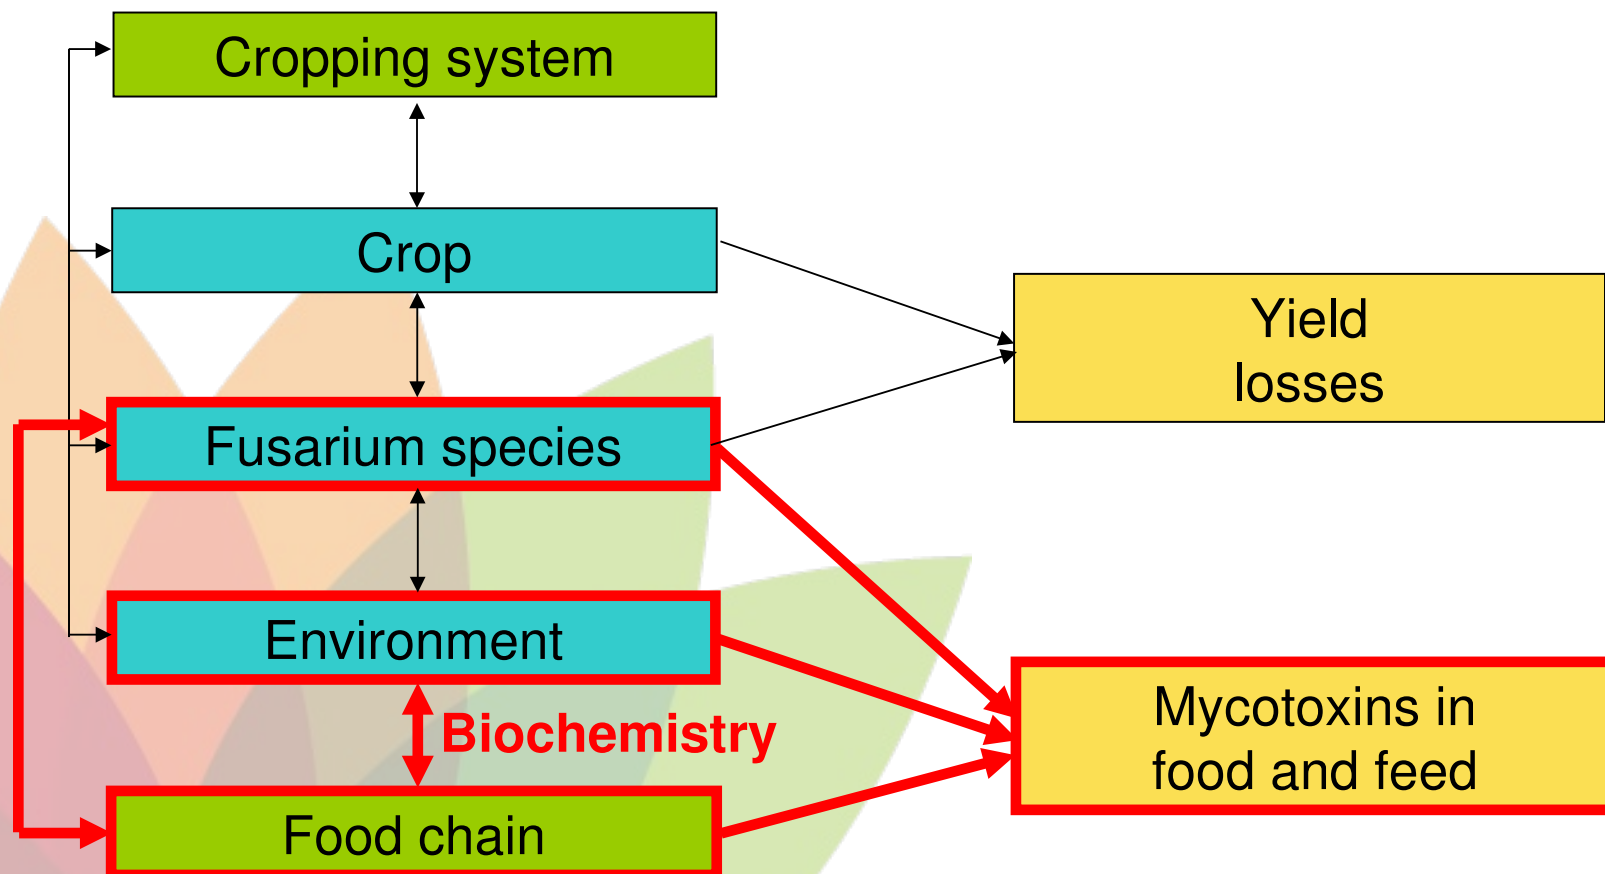 Cropping system
Crop
Yield
losses
Fusarium species
Environment
Biochemistry
Mycotoxins in
food and feed
Food chain